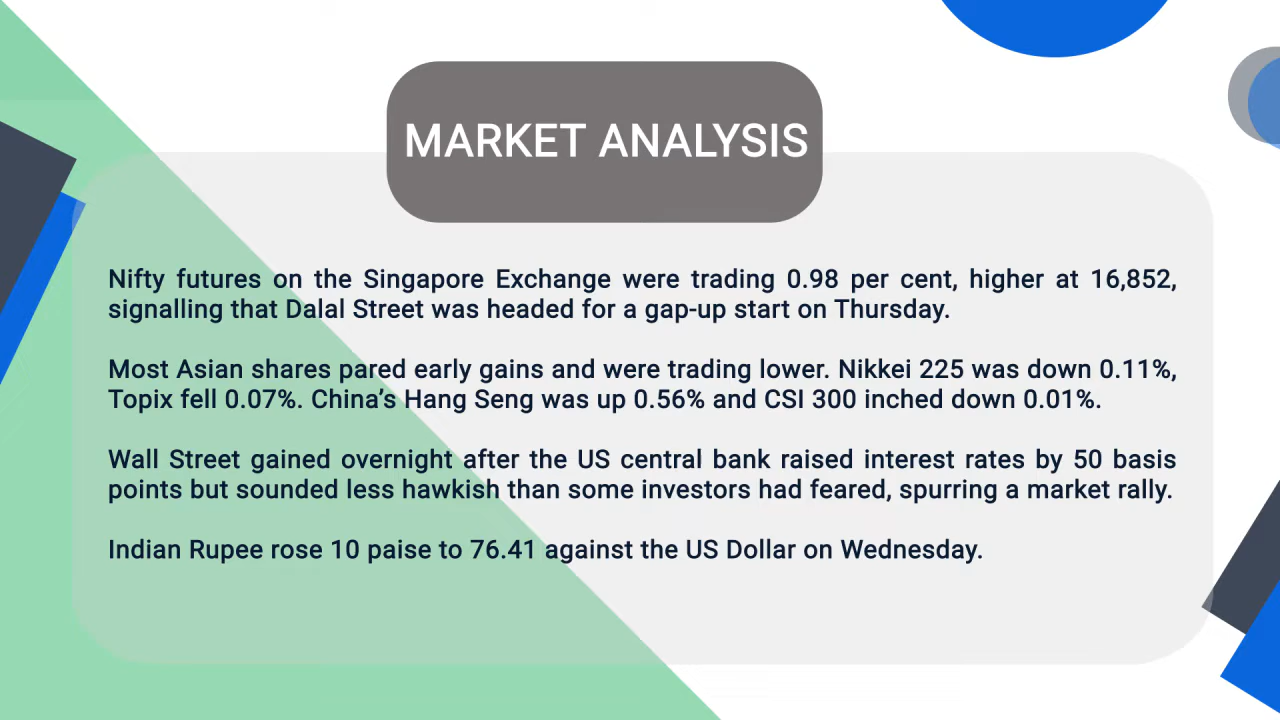 MARKET ANALYSIS
Nifty futures on the Singapore Exchange were trading 0.98 per cent, higher at 16,852,
signalling that Dalal Street was headed for a gap-up start on Thursday.
Most Asian shares pared early gains and were trading lower. Nikkei 225 was down 0.11%,
Topix fell 0.07%. China’s Hang Seng was up 0.56% and CSI 300 inched down 0.01%.
Wall Street gained overnight after the US central bank raised interest rates by 50 basis
points but sounded less hawkish than some investors had feared, spurring a market rally.
Indian Rupee rose 10 paise to 76.41 against the US Dollar on Wednesday.